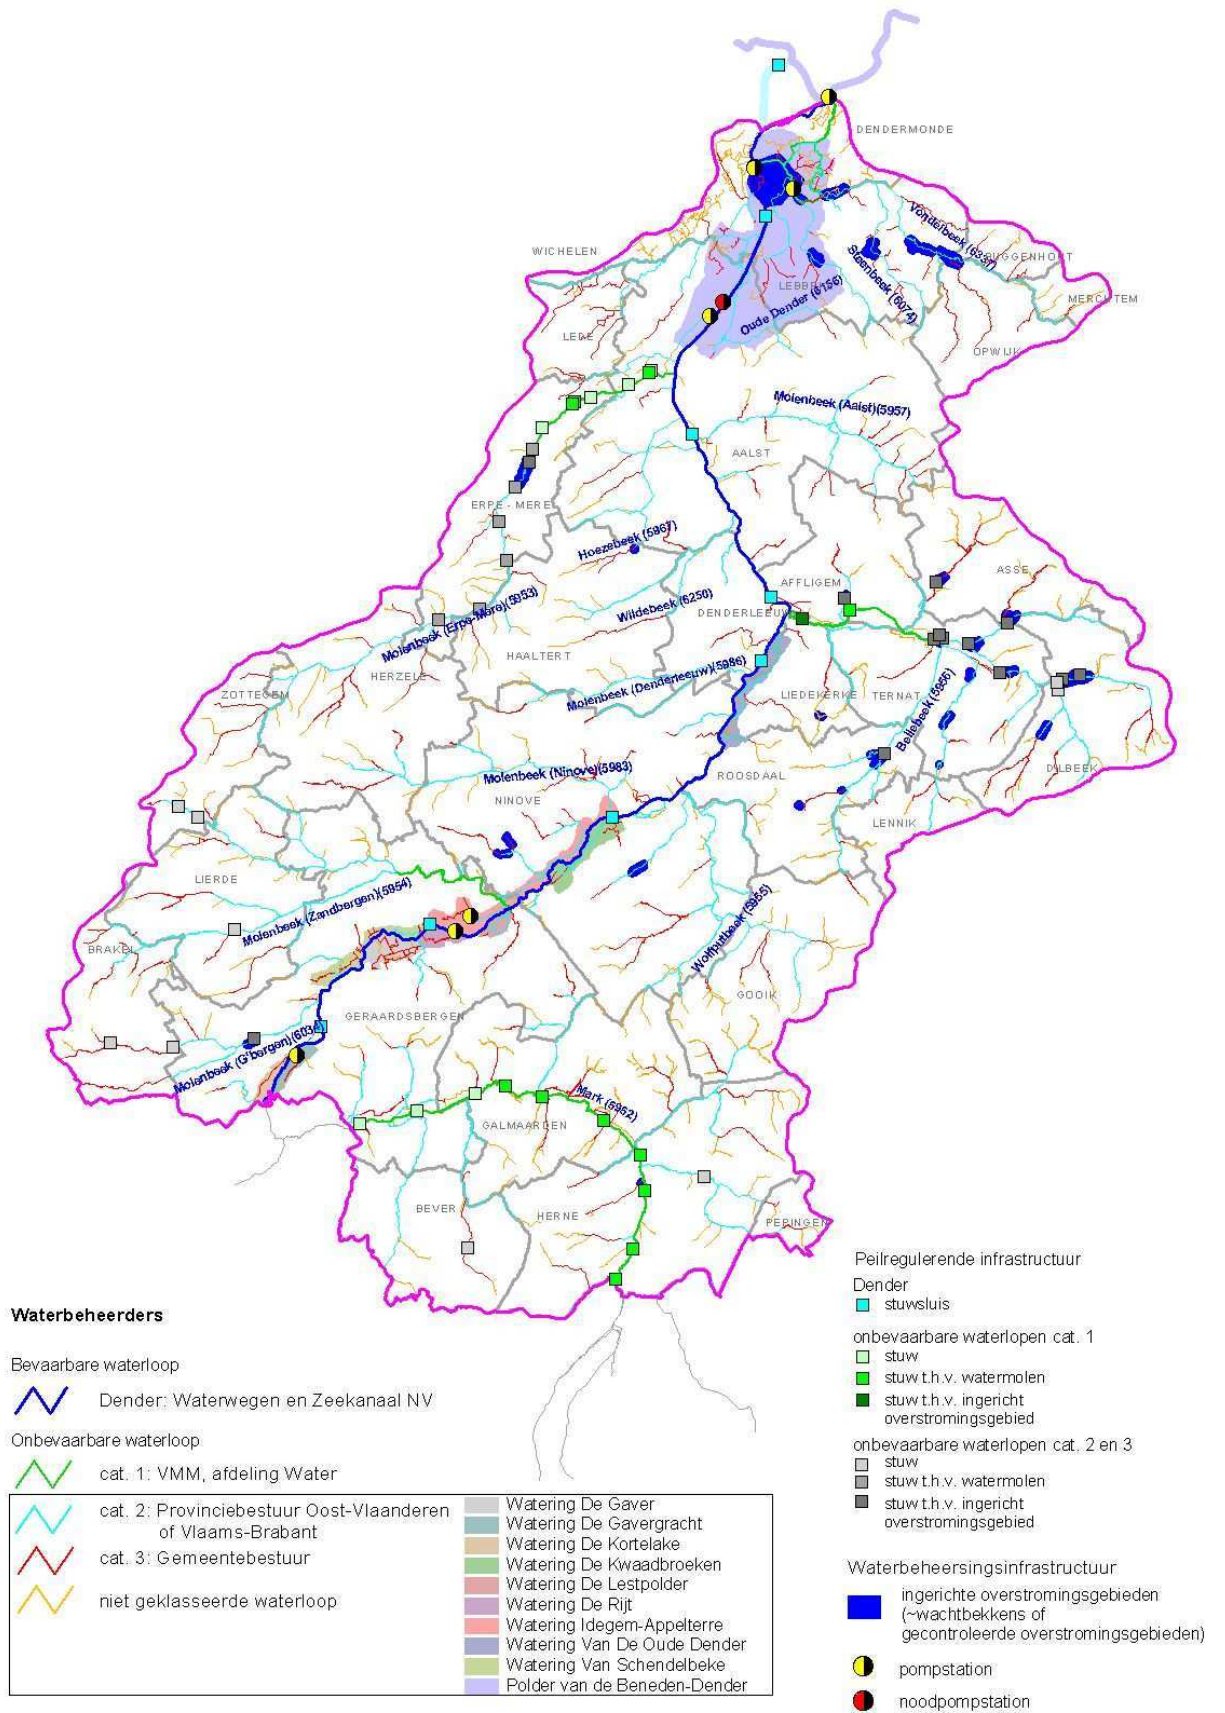 DENDERMONDE
WICHELEN
Vondelbeek (6337)
Steenbeek (6074)
LEDE
Oude Dender (6156)
MERCHTEM
OPWIJK
Molenbeek (Aalst)(5957)
AALST
ERPE - MERE
Hoezebeek (5967)
AFFLIGEM
ASSE
Wildebeek (6250)
DENDERLEEUW
Molenbeek (Erpe-Mere)(5953)
HAALTERT
HERZELE
ZOTTEGEM
Molenbeek (Denderleeuw)(5986)
LIEDEKERKE
TERNAT
Bellebeek (5956)
DILBEEK
Molenbeek (Ninove)(5983)
ROOSDAAL
NINOVE
LENNIK
LIERDE
Molenbeek (Zandbergen)(5954)
BRAKEL
Wolfputbeek (5955)
GOOIK
GERAARDSBERGEN
Molenbeek (G'bergen)
Mark (5952)
GALMAARDEN
BEVER
HERNE
PEPINGEN
Waterbeheerders
Bevaarbare waterloop
Dender: Waterwegen en Zeekanaal NV
Onbevaarbare waterloop
cat. 1: VMM, afdeling Water
cat. 2: Provinciebestuur Oost-Vlaanderen
of Vlaams-Brabant
cat. 3: Gemeentebestuur
niet geklasseerde waterloop
Watering De Gaver
Watering De Gavergracht
Watering De Kortelake
Watering De Kwaadbroeken
Watering De Lestpolder
Watering De Rijt
Watering Idegem-Appelterre
Watering Van De Oude Dender
Watering Van Schendelbeke
Polder van de Beneden-Dender
Peilregulerende infrastructuur
Dender
stuwsluis
onbevaarbare waterlopen cat. 1
stuw
stuw t.h.v. watermolen
stuw t.h.v. ingericht
overstromingsgebied
onbevaarbare waterlopen cat. 2 en 3
stuw
stuw t.h.v. watermolen
stuw t.h.v. ingericht
overstromingsgebied
Waterbeheersingsinfrastructuur
ingerichte overstromingsgebieden
(~wachtbekkens of
gecontroleerde overstromingsgebieden)
pompstation
noodpompstation